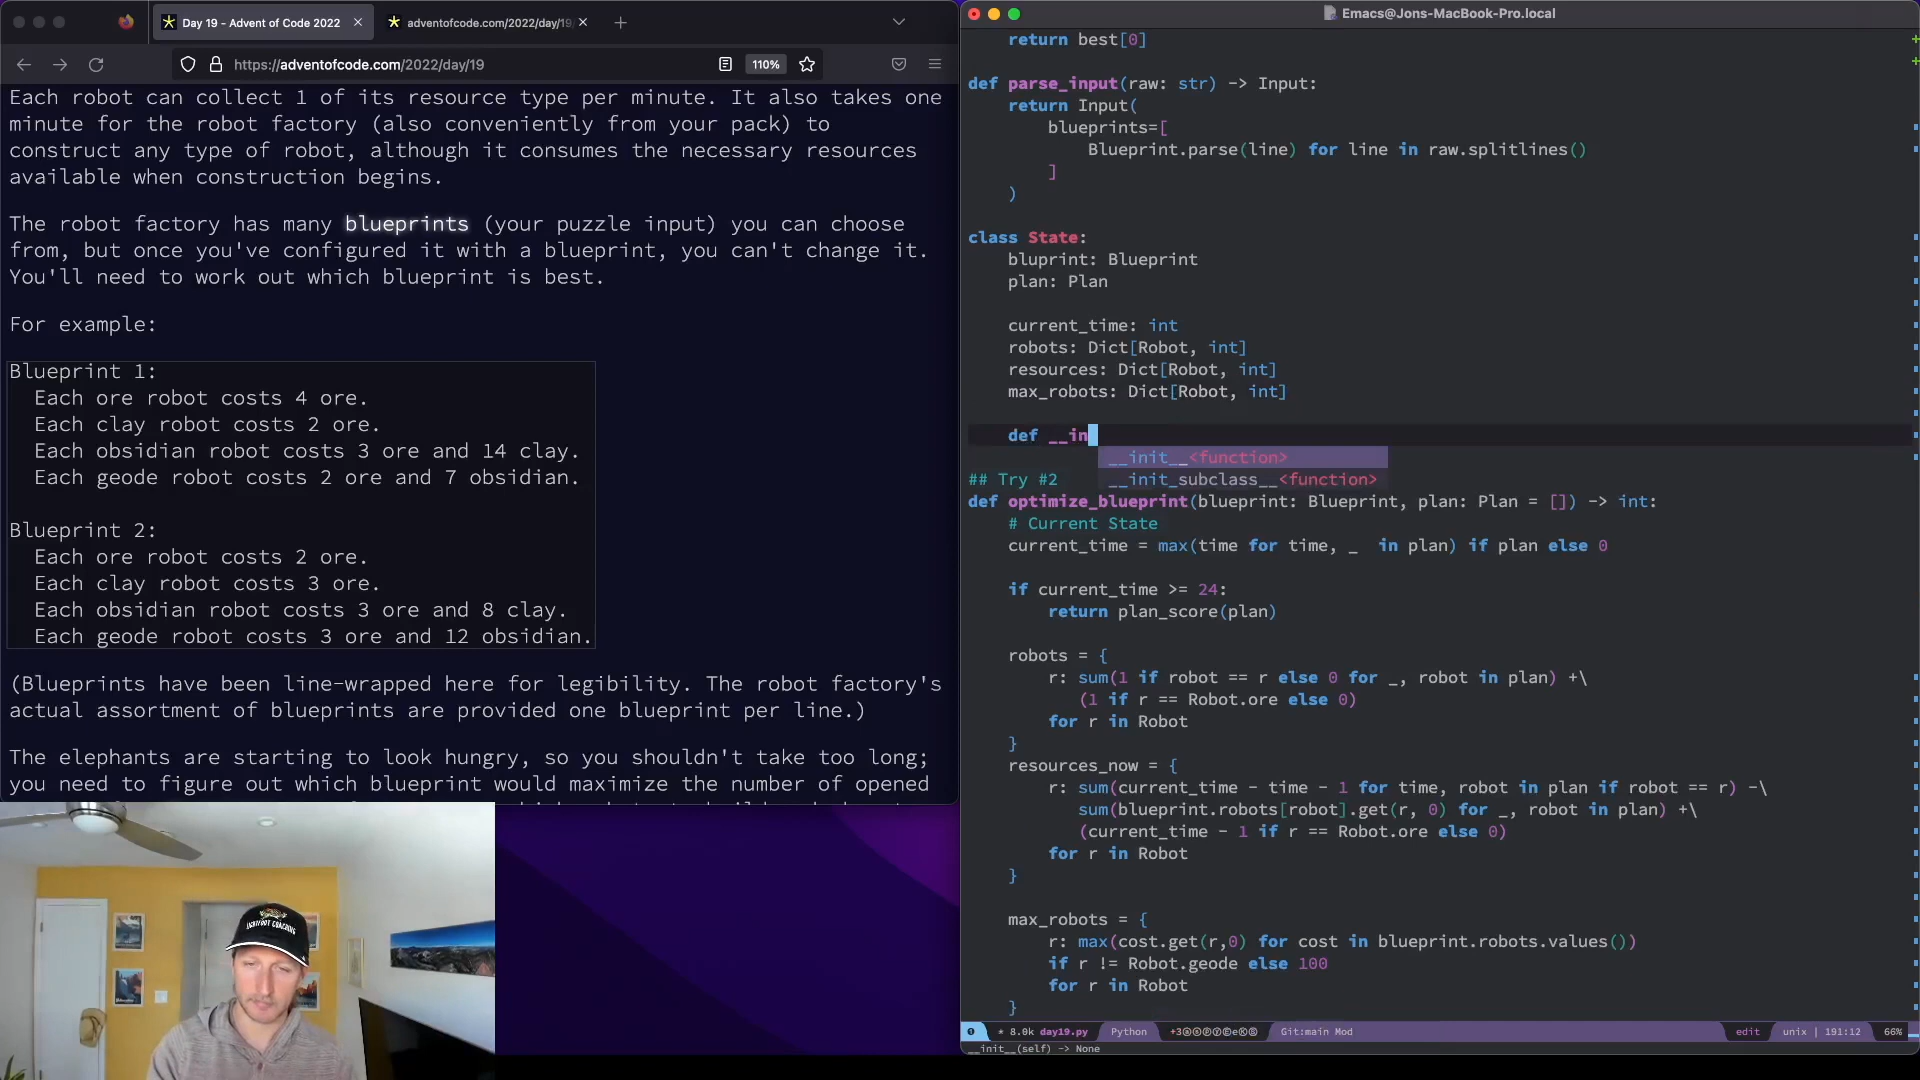 Day 19 - Advent of Code 2022
adventofcode.com/2022/day/19
https://adventofcode.com/2022/day/19
110%
Each robot can collect 1 of its resource type per minute. It also takes one
minute for the robot factory (also conveniently from your pack) to
construct any type of robot, although it consumes the necessary resources
available when construction begins.
The robot factory has many blueprints (your puzzle input) you can choose
from, but once you've configured it with a blueprint, you can't change it.
You'll need to work out which blueprint is best.
For example:
Blueprint 1:
Each ore robot costs 4 ore.
Each clay robot costs 2 ore.
Each obsidian robot costs 3 ore and 14 clay.
Each geode robot costs 2 ore and 7 obsidian.
Blueprint 2:
Each ore robot costs 2 ore.
Each clay robot costs 3 ore.
Each obsidian robot costs 3 ore and 8 clay.
Each geode robot costs 3 ore and 12 obsidian.
(Blueprints have been line-wrapped here for legibility. The robot factory's
actual assortment of blueprints are provided one blueprint per line.)
The elephants are starting to look hungry, so you shouldn't take too long;
you need to figure out which blueprint would maximize the number of opened
LIGHTFOOT COACHING
Emacs@Jons-MacBook-Pro.local
return best[0]
def parse_input(raw: str) -> Input:
return Input(
blueprints=[
Blueprint.parse(line) for line in raw.splitlines()
]
)
class State:
bluprint: Blueprint
plan: Plan
current_time: int
robots: Dict[Robot, int]
resources: Dict[Robot, int]
max_robots: Dict[Robot, int]
def __in
__init__<function>
## Try #2 __init_subclass__<function>
def optimize_blueprint(blueprint: Blueprint, plan: Plan = []) -> int:
# Current State
current_time = max(time for time, _  in plan) if plan else 0
if current_time >= 24:
return plan_score(plan)
robots = {
r: sum(1 if robot == r else 0 for _, robot in plan) +\
(1 if r == Robot.ore else 0)
for r in Robot
}
resources_now = {
r: sum(current_time - time - 1 for time, robot in plan if robot == r) -\
sum(blueprint.robots[robot].get(r, 0) for _, robot in plan) +\
(current_time - 1 if r == Robot.ore else 0)
for r in Robot
}
max_robots = {
r: max(cost.get(r,0) for cost in blueprint.robots.values())
if r != Robot.geode else 100
for r in Robot
}
* 8.0k day19.py Python Git:main Mod edit unix | 191:12 66%
__init__(self) -> None